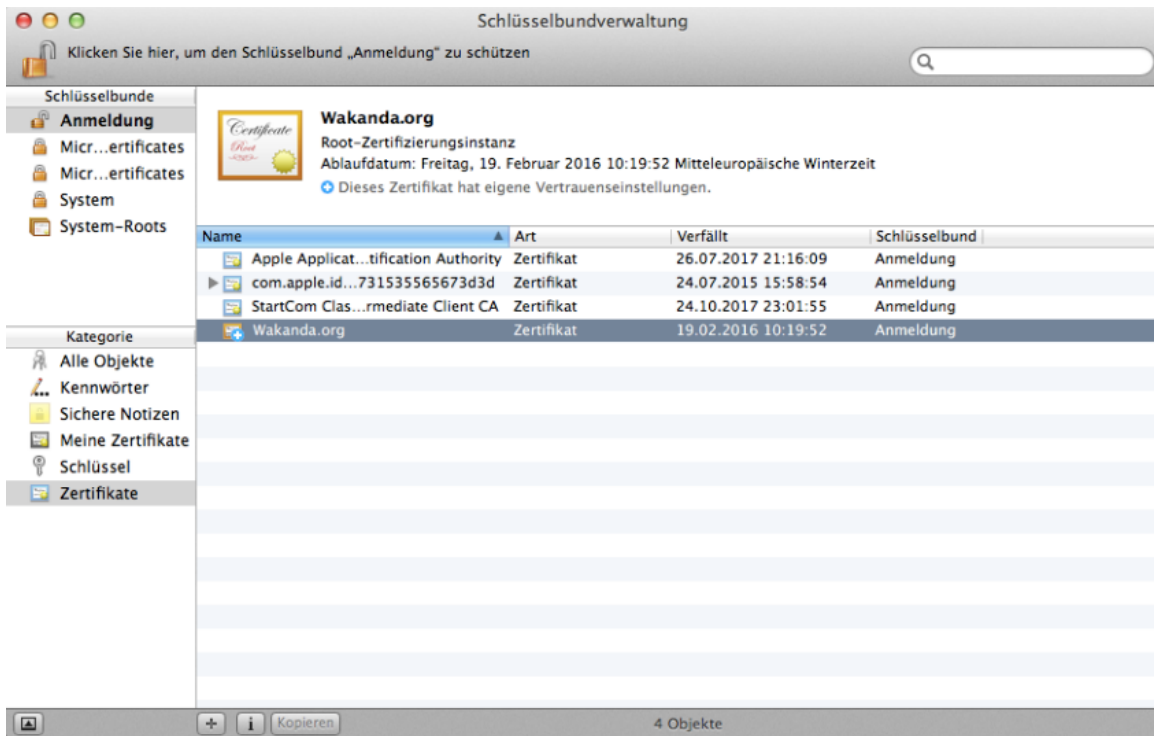 Schlüsselbundverwaltung
Klicken Sie hier, um den Schlüsselbund „Anmeldung“ zu schützen
Schlüsselbunde
Anmeldung
Micr...ertificates
Micr...ertificates
System
System-Roots
Certificate
Root
Wakanda.org
Root-Zertifizierungsinstanz
Ablaufdatum: Freitag, 19. Februar 2016 10:19:52 Mitteleuropäische Winterzeit
Dieses Zertifikat hat eigene Vertrauenseinstellungen.
Name Art Verfällt Schlüsselbund
Apple Applicat...tification Authority Zertifikat 26.07.2017 21:16:09 Anmeldung
com.apple.id...731535565673d3d Zertifikat 24.07.2015 15:58:54 Anmeldung
StartCom Clas...rmediate Client CA Zertifikat 24.10.2017 23:01:55 Anmeldung
Wakanda.org Zertifikat 19.02.2016 10:19:52 Anmeldung
Kategorie
Alle Objekte
Kennwörter
Sichere Notizen
Meine Zertifikate
Schlüssel
Zertifikate
Kopieren
4 Objekte